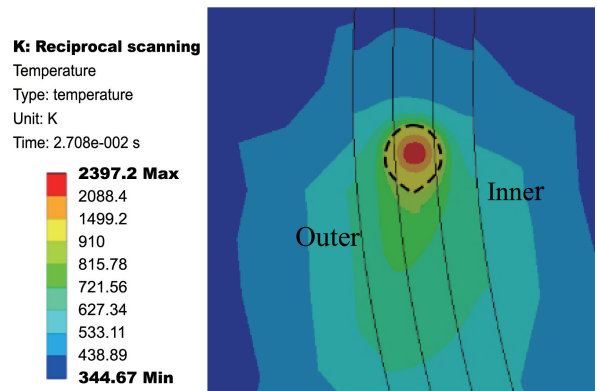 K: Reciprocal scanning
Temperature
Type: temperature
Unit: K
Time: 2.708e-002 s
2397.2 Max
2088.4
1499.2
910
815.78
721.56
627.34
533.11
438.89
344.67 Min
Inner
Outer